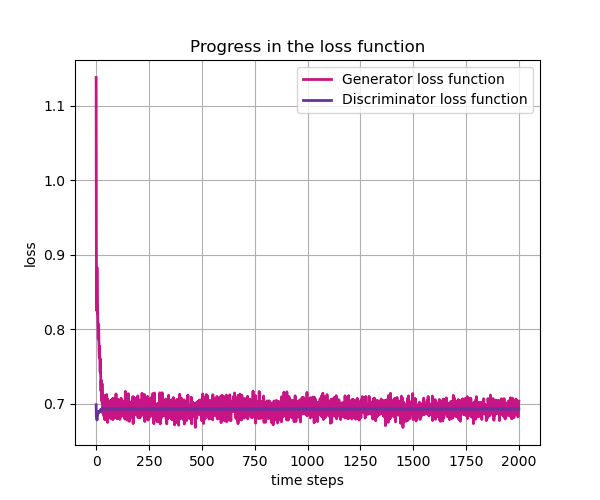 Progress in the loss function
Generator loss function
Discriminator loss function
1.1
1.0
0.9
0.8
0.7
loss
0 250 500 750 1000 1250 1500 1750 2000
time steps